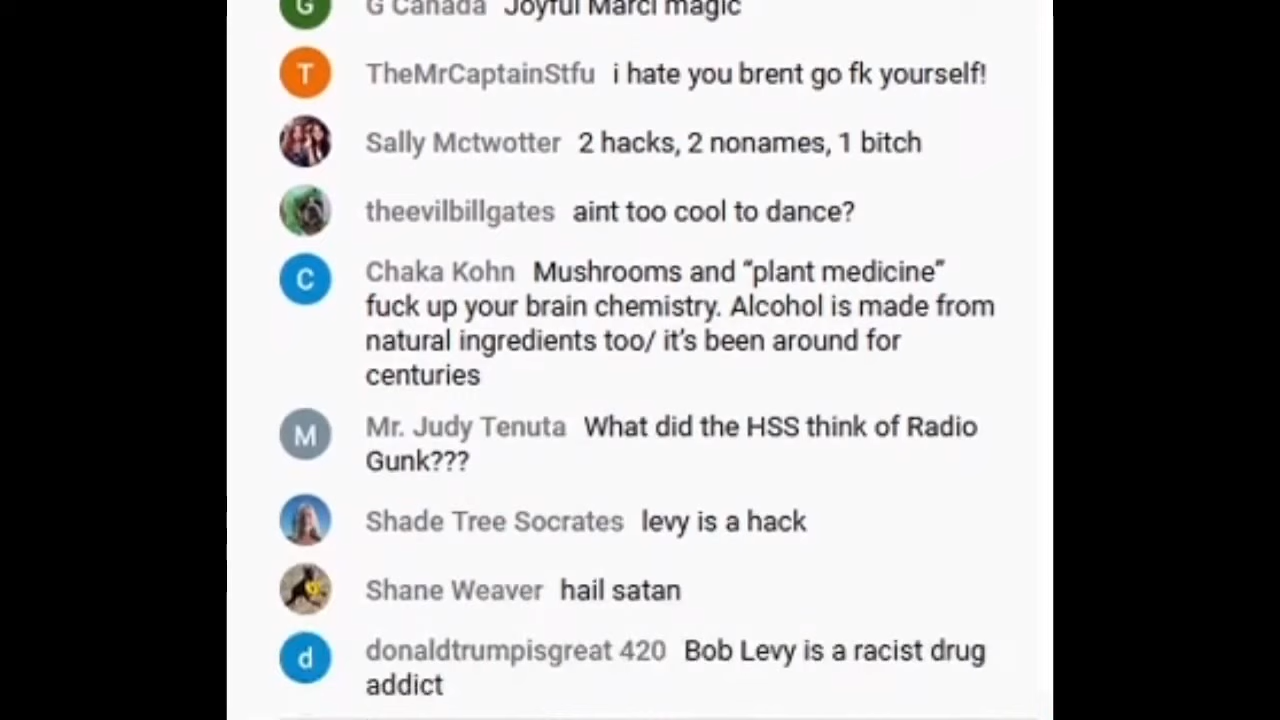 G
G Canada Joyful Marci magic
T
TheMrCaptainStfu i hate you brent go fk yourself!
Sally Mctwotter 2 hacks, 2 nonames, 1 bitch
theevilbillgates aint too cool to dance?
C
Chaka Kohn Mushrooms and “plant medicine”
fuck up your brain chemistry. Alcohol is made from
natural ingredients too/ it’s been around for
centuries
M
Mr. Judy Tenuta What did the HSS think of Radio
Gunk???
Shade Tree Socrates levy is a hack
Shane Weaver hail satan
d
donaldtrumpisgreat 420 Bob Levy is a racist drug
addict